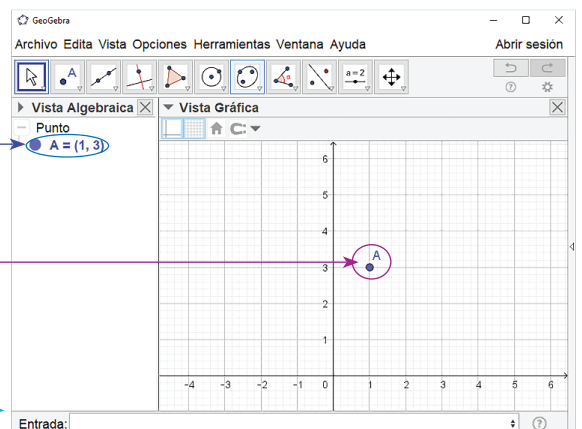 GeoGebra
Archivo Edita Vista Opciones Herramientas Ventana Ayuda
Abrir sesión
A
α
a=2
Vista Algebraica
Vista Gráfica
Punto
A = (1, 3)
6
5
4
A
3
2
1
-4 -3 -2 -1 0 1 2 3 4 5 6
Entrada: